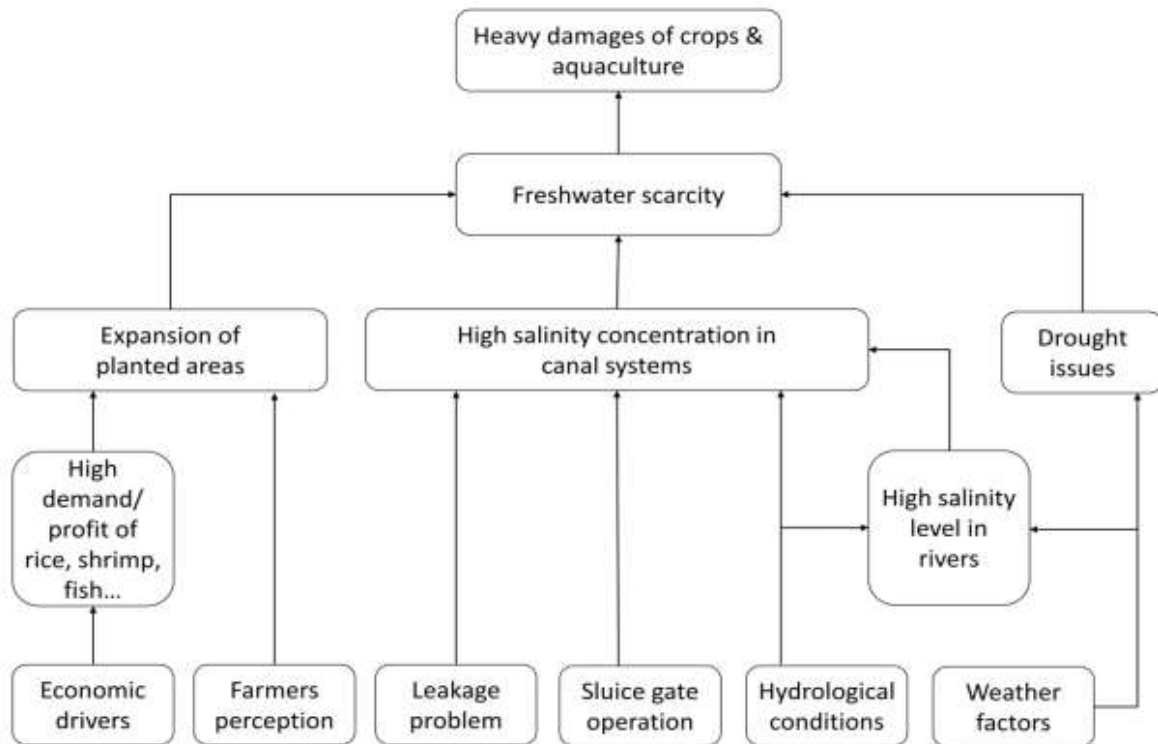 Heavy damages of crops &
aquaculture
Freshwater scarcity
Expansion of
planted areas
High salinity concentration in
canal systems
Drought
issues
High
demand/
profit of
rice, shrimp,
fish...
High salinity
level in
rivers
Economic
drivers
Farmers
perception
Leakage
problem
Sluice gate
operation
Hydrological
conditions
Weather
factors